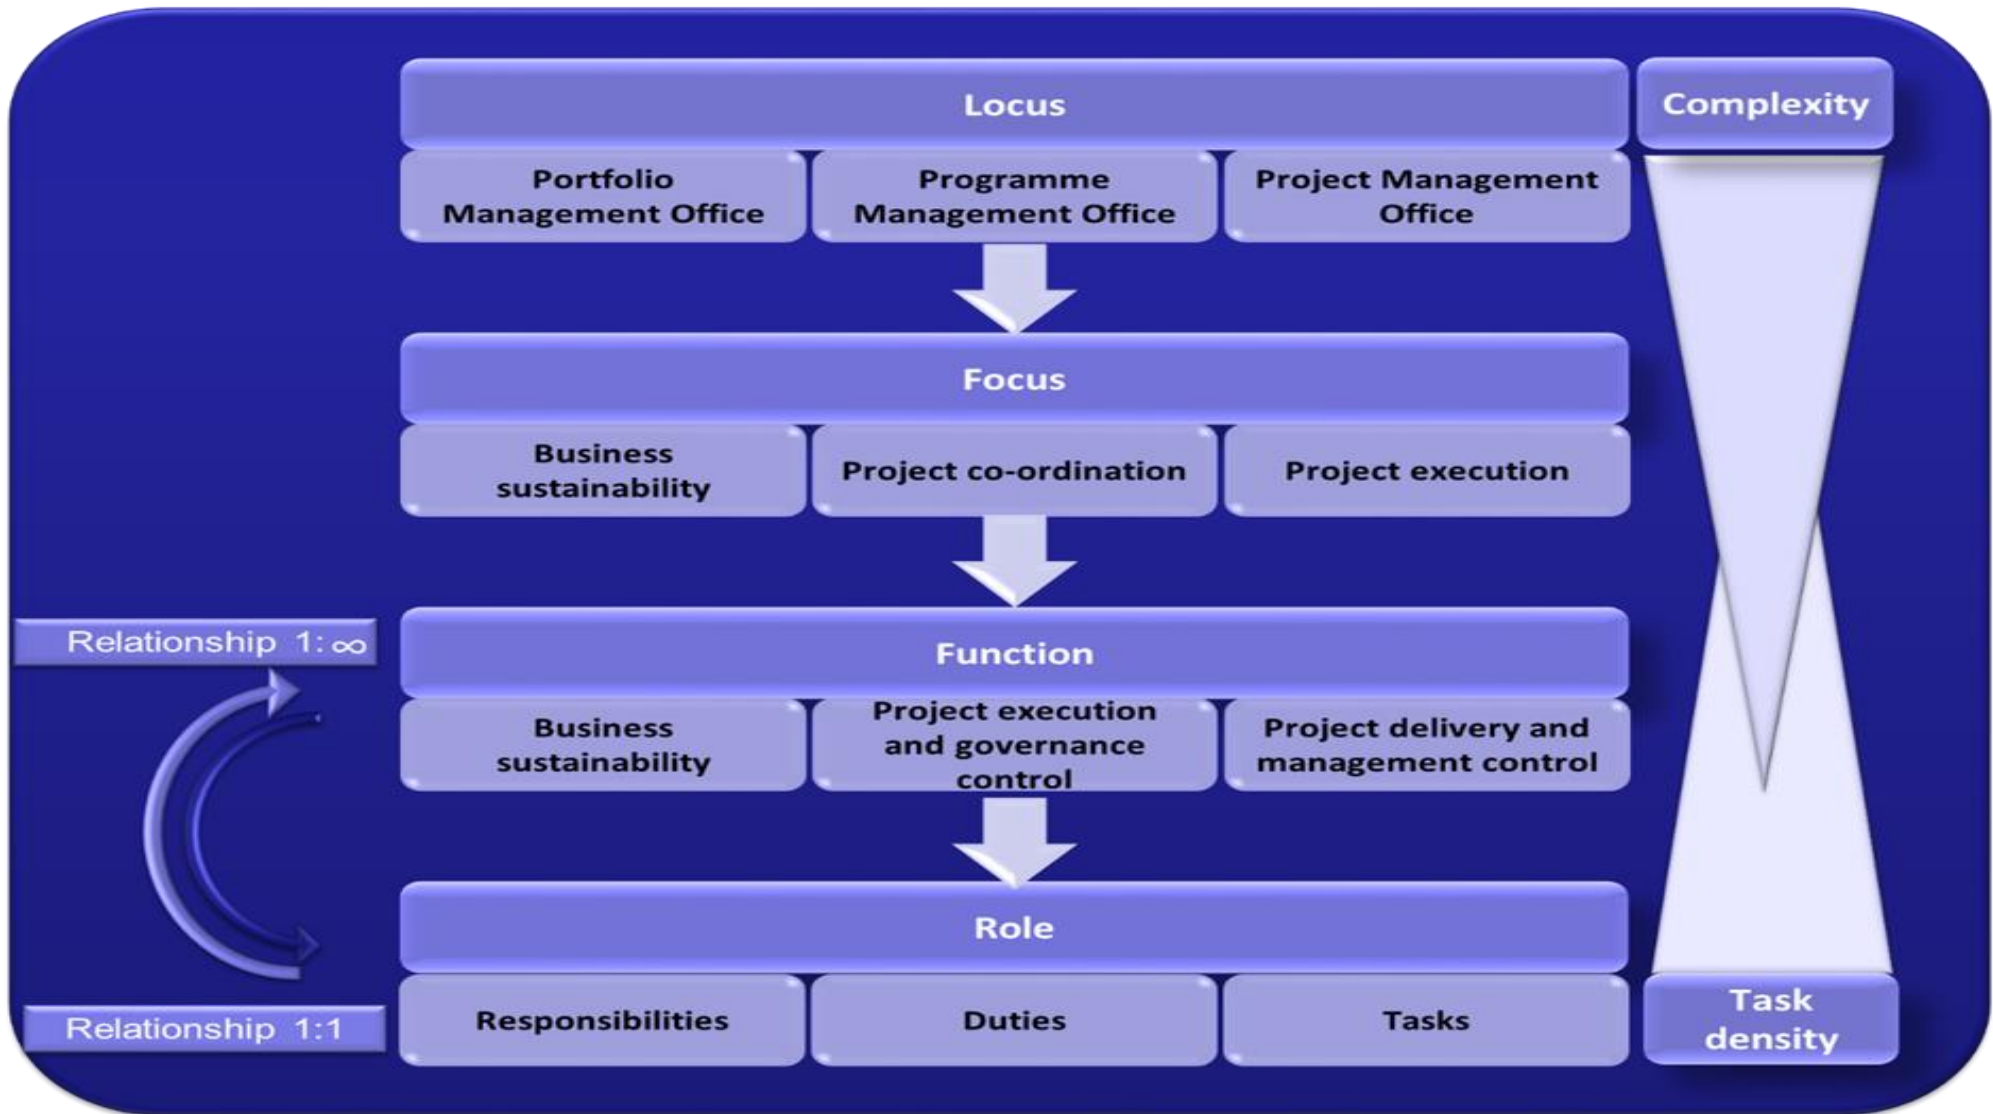 Locus
Complexity
Portfolio
Management Office
Programme
Management Office
Project Management
Office
Focus
Business
sustainability
Project co-ordination
Project execution
Relationship 1:∞
Function
Business
sustainability
Project execution
and governance
control
Project delivery and
management control
Role
Relationship 1:1
Responsibilities
Duties
Tasks
Task
density